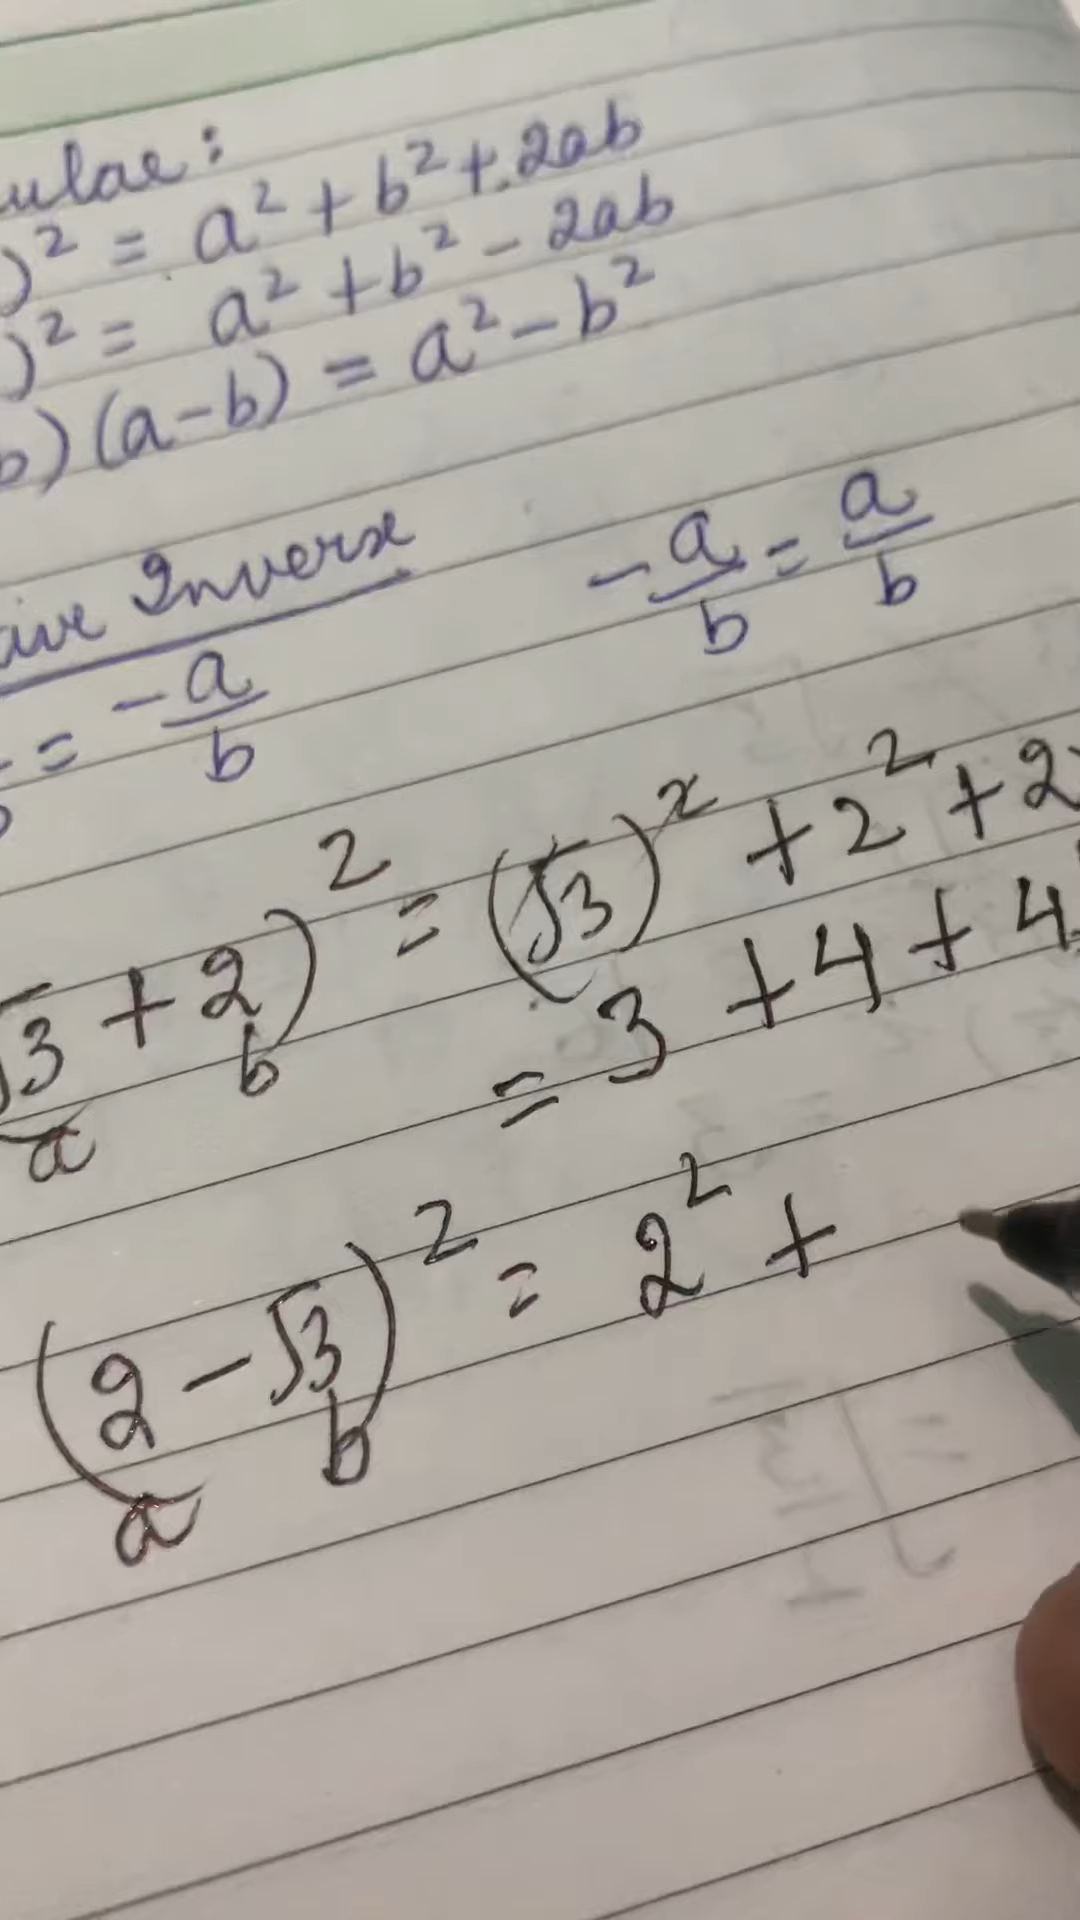 ulae:
)² = a² + b² + 2ab
)² = a² + b² - 2ab
b) (a-b) = a² - b²
ive Inverse
= -a/b
-a/b = a/b
√3 + 2)² = (√3)² + 2² + 2
a b
= 3 + 4 + 4
(2 - √3)² = 2² +
a b